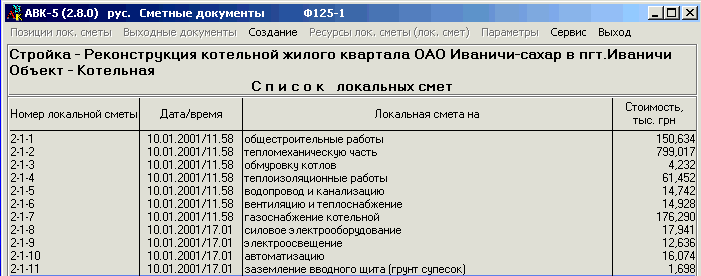 АВК-5 (2.8.0) рус. Сметные документы Ф125-1
Позиции лок. сметы Выходные документы Создание Ресурсы лок. сметы (лок. смет) Параметры Сервис Выход
Стройка - Реконструкция котельной жилого квартала ОАО Иваничи-сахар в пгт.Иваничи
Объект - Котельная
Список локальных смет
Номер локальной сметы Дата/время Локальная смета на Стоимость, тыс. грн
2-1-1 10.01.2001/11.58 общестроительные работы 150,634
2-1-2 10.01.2001/11.58 тепломеханическую часть 799,017
2-1-3 10.01.2001/11.58 обмуровку котлов 4,232
2-1-4 10.01.2001/11.58 теплоизоляционные работы 61,452
2-1-5 10.01.2001/11.58 водопровод и канализацию 14,742
2-1-6 10.01.2001/11.58 вентиляцию и теплоснабжение 14,928
2-1-7 10.01.2001/11.58 газоснабжение котельной 176,290
2-1-8 10.01.2001/17.01 силовое электрооборудование 17,941
2-1-9 10.01.2001/17.01 электроосвещение 12,636
2-1-10 10.01.2001/17.01 автоматизацию 16,074
2-1-11 10.01.2001/17.01 заземление вводного щита (грунт супесок) 1,698